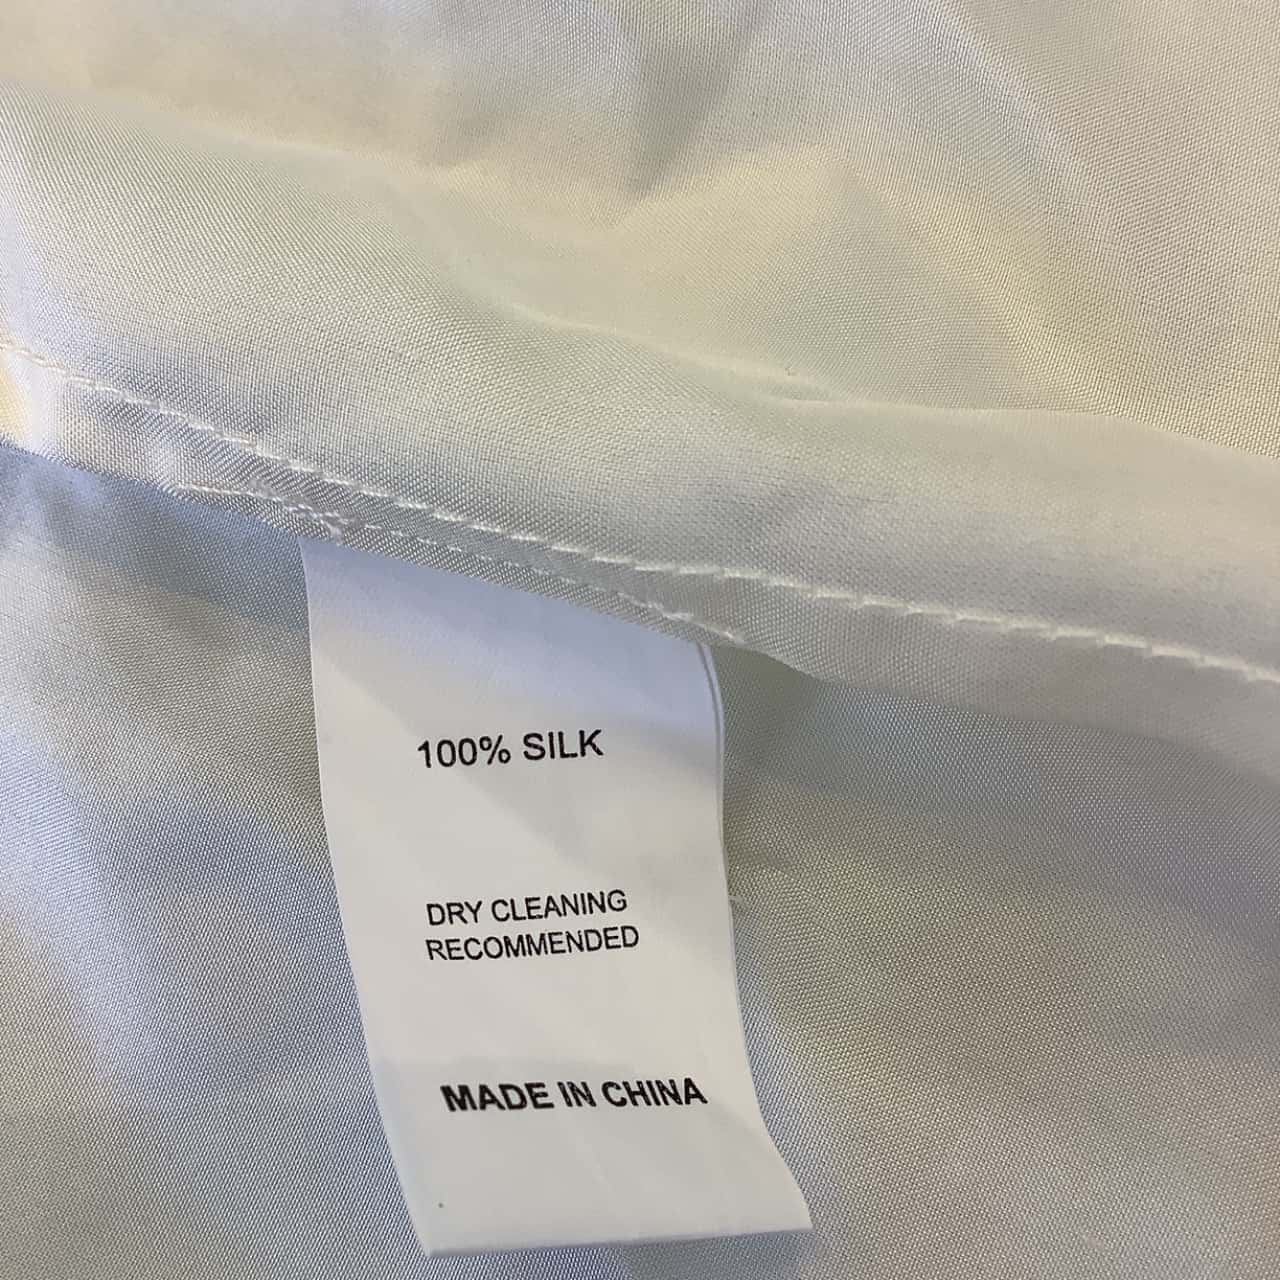 100% SILK
DRY CLEANING
RECOMMENDED
MADE IN CHINA